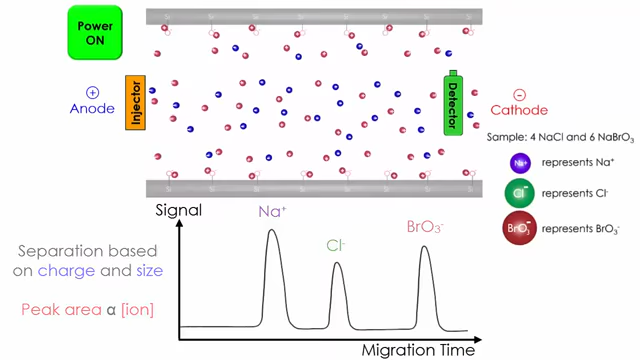 Power
ON
Anode
Injector
Detector
Cathode
Sample: 4 NaCl and 6 NaBrO₃
Na⁺ represents Na⁺
Cl⁻ represents Cl⁻
BrO₃⁻ represents BrO₃⁻
Signal
Na⁺
Cl⁻
BrO₃⁻
Separation based
on charge and size
Peak area α [ion]
Migration Time